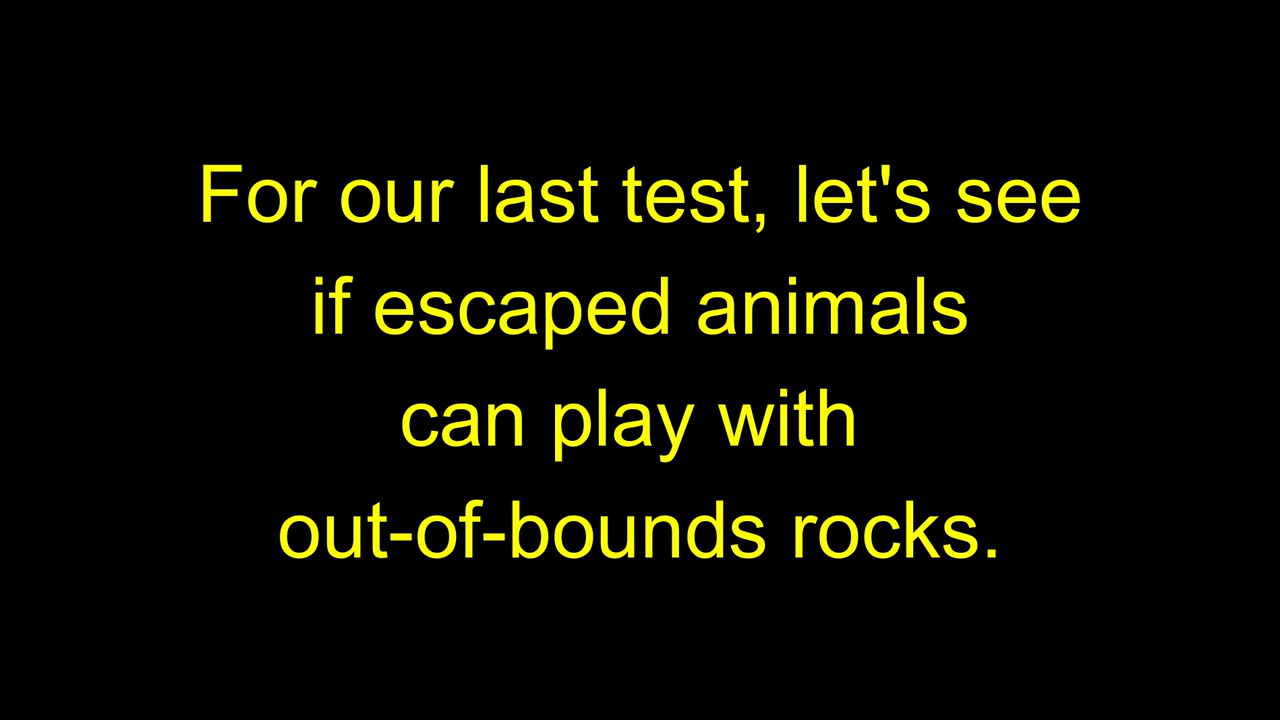 For our last test, let's see
if escaped animals
can play with
out-of-bounds rocks.